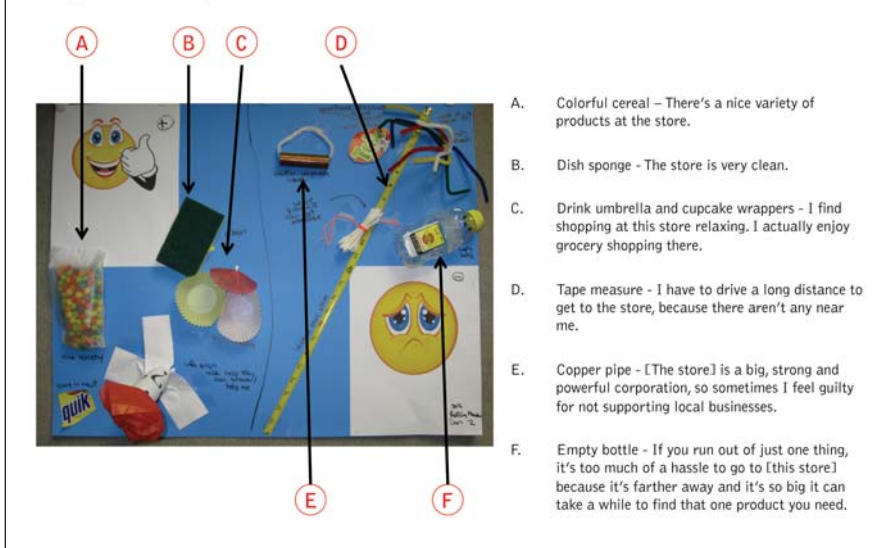 A
B
C
D
A. Colorful cereal – There's a nice variety of
products at the store.
B. Dish sponge - The store is very clean.
C. Drink umbrella and cupcake wrappers - I find
shopping at this store relaxing. I actually enjoy
grocery shopping there.
D. Tape measure - I have to drive a long distance to
get to the store, because there aren't any near
me.
E. Copper pipe - [The store] is a big, strong and
powerful corporation, so sometimes I feel guilty
for not supporting local businesses.
F. Empty bottle - If you run out of just one thing,
it's too much of a hassle to go to [this store]
because it's farther away and it's so big it can
take a while to find that one product you need.
+
clean
nice variety
quik
help me
E
F